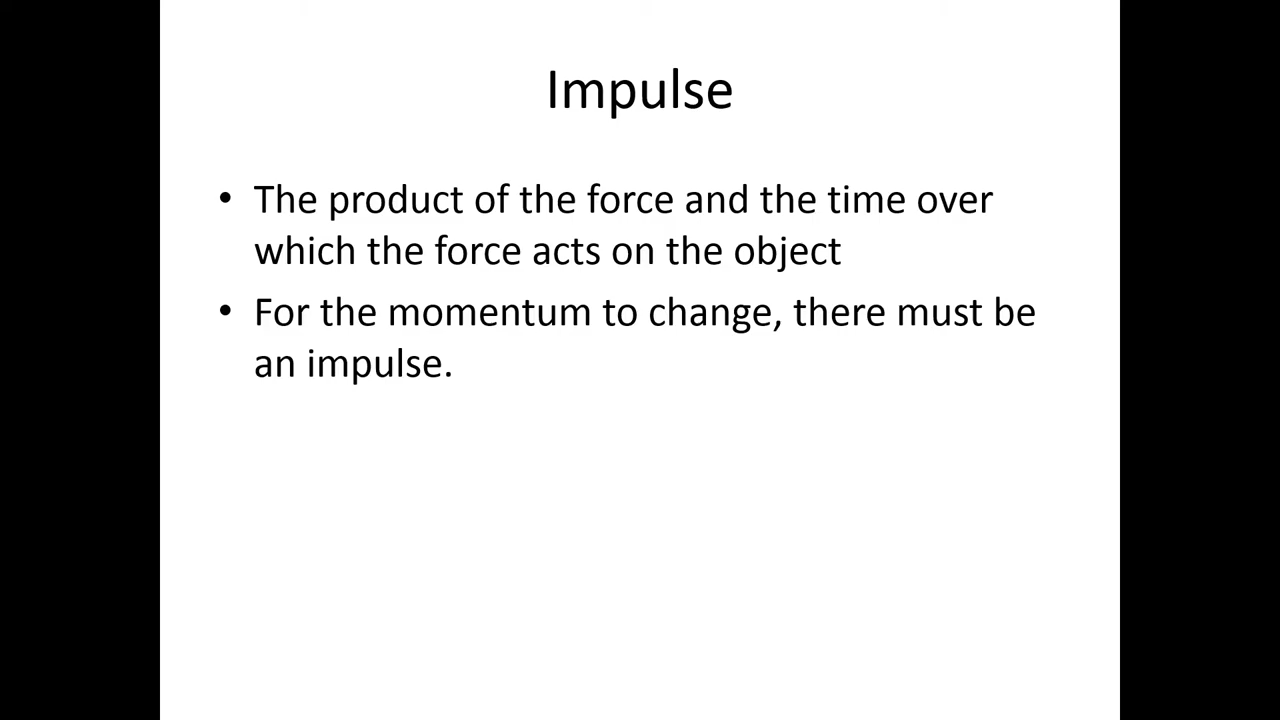 Impulse
• The product of the force and the time over
which the force acts on the object
• For the momentum to change, there must be
an impulse.